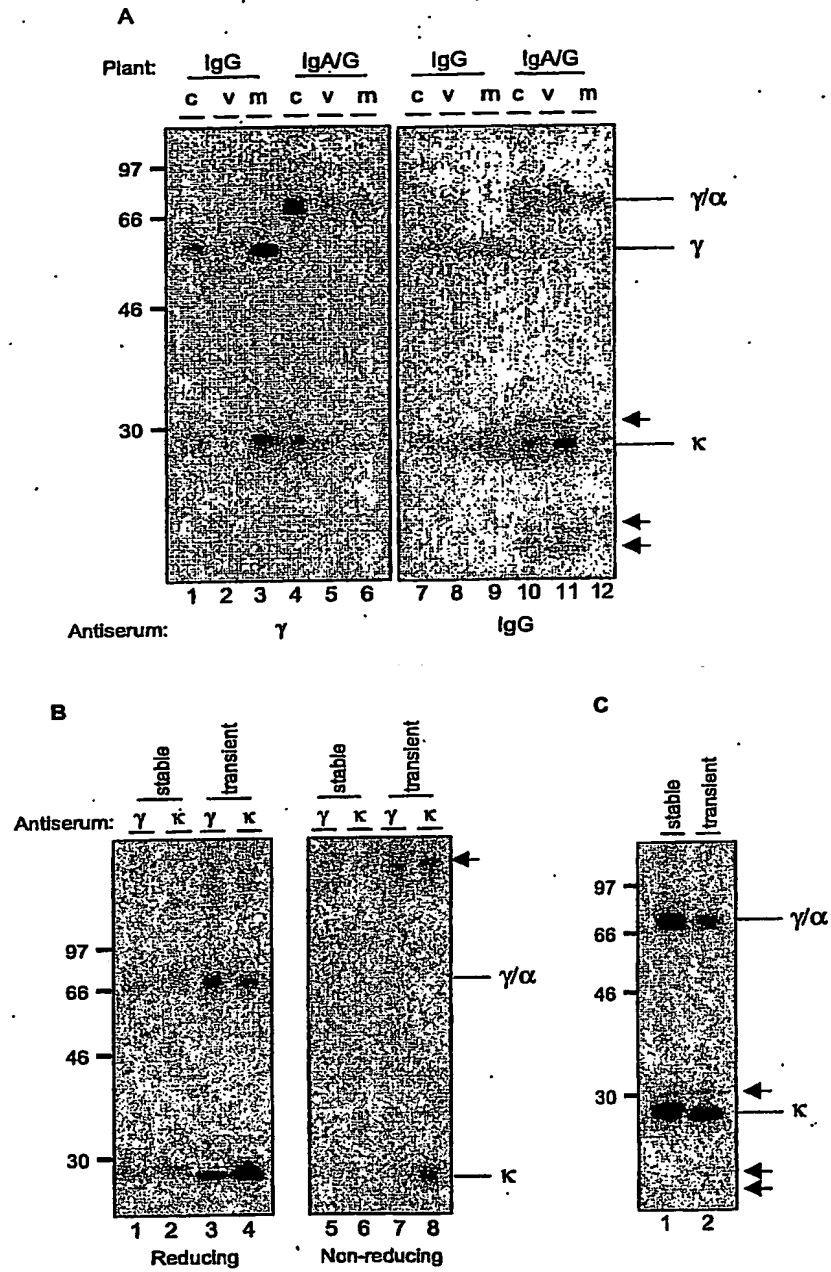 A
Plant: IgG IgA/G IgG IgA/G
c v m c v m c v m c v m
97
66
46
30
γ/α
γ
κ
1 2 3 4 5 6 7 8 9 10 11 12
Antiserum: γ IgG
B
stable transient stable transient
Antiserum: γ κ γ κ γ κ γ κ
97
66
46
30
γ/α
κ
1 2 3 4 5 6 7 8
Reducing Non-reducing
C
stable transient
97
66
46
30
γ/α
κ
1 2